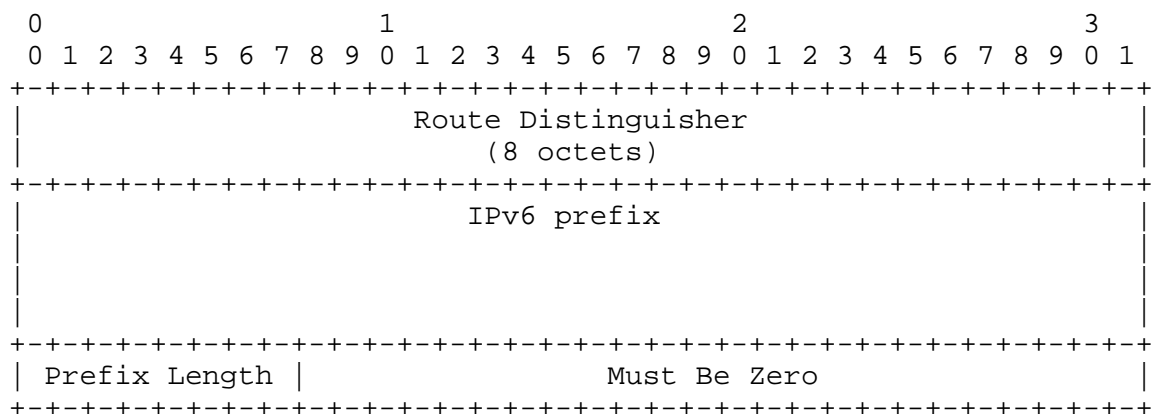 0                   1                   2                   3
0 1 2 3 4 5 6 7 8 9 0 1 2 3 4 5 6 7 8 9 0 1 2 3 4 5 6 7 8 9 0 1
+-+-+-+-+-+-+-+-+-+-+-+-+-+-+-+-+-+-+-+-+-+-+-+-+-+-+-+-+-+-+-+-+
| Route Distinguisher |
| (8 octets) |
+-+-+-+-+-+-+-+-+-+-+-+-+-+-+-+-+-+-+-+-+-+-+-+-+-+-+-+-+-+-+-+-+
| IPv6 prefix |
| |
| |
| |
+-+-+-+-+-+-+-+-+-+-+-+-+-+-+-+-+-+-+-+-+-+-+-+-+-+-+-+-+-+-+-+-+
| Prefix Length | Must Be Zero |
+-+-+-+-+-+-+-+-+-+-+-+-+-+-+-+-+-+-+-+-+-+-+-+-+-+-+-+-+-+-+-+-+